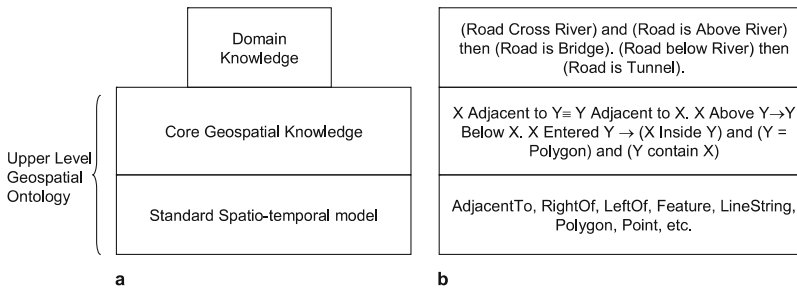 Domain
Knowledge
Core Geospatial Knowledge
Standard Spatio-temporal model
Upper Level
Geospatial
Ontology
a
(Road Cross River) and (Road is Above River)
then (Road is Bridge). (Road below River) then
(Road is Tunnel).
X Adjacent to Y≡ Y Adjacent to X. X Above Y→Y
Below X. X Entered Y → (X Inside Y) and (Y =
Polygon) and (Y contain X)
AdjacentTo, RightOf, LeftOf, Feature, LineString,
Polygon, Point, etc.
b